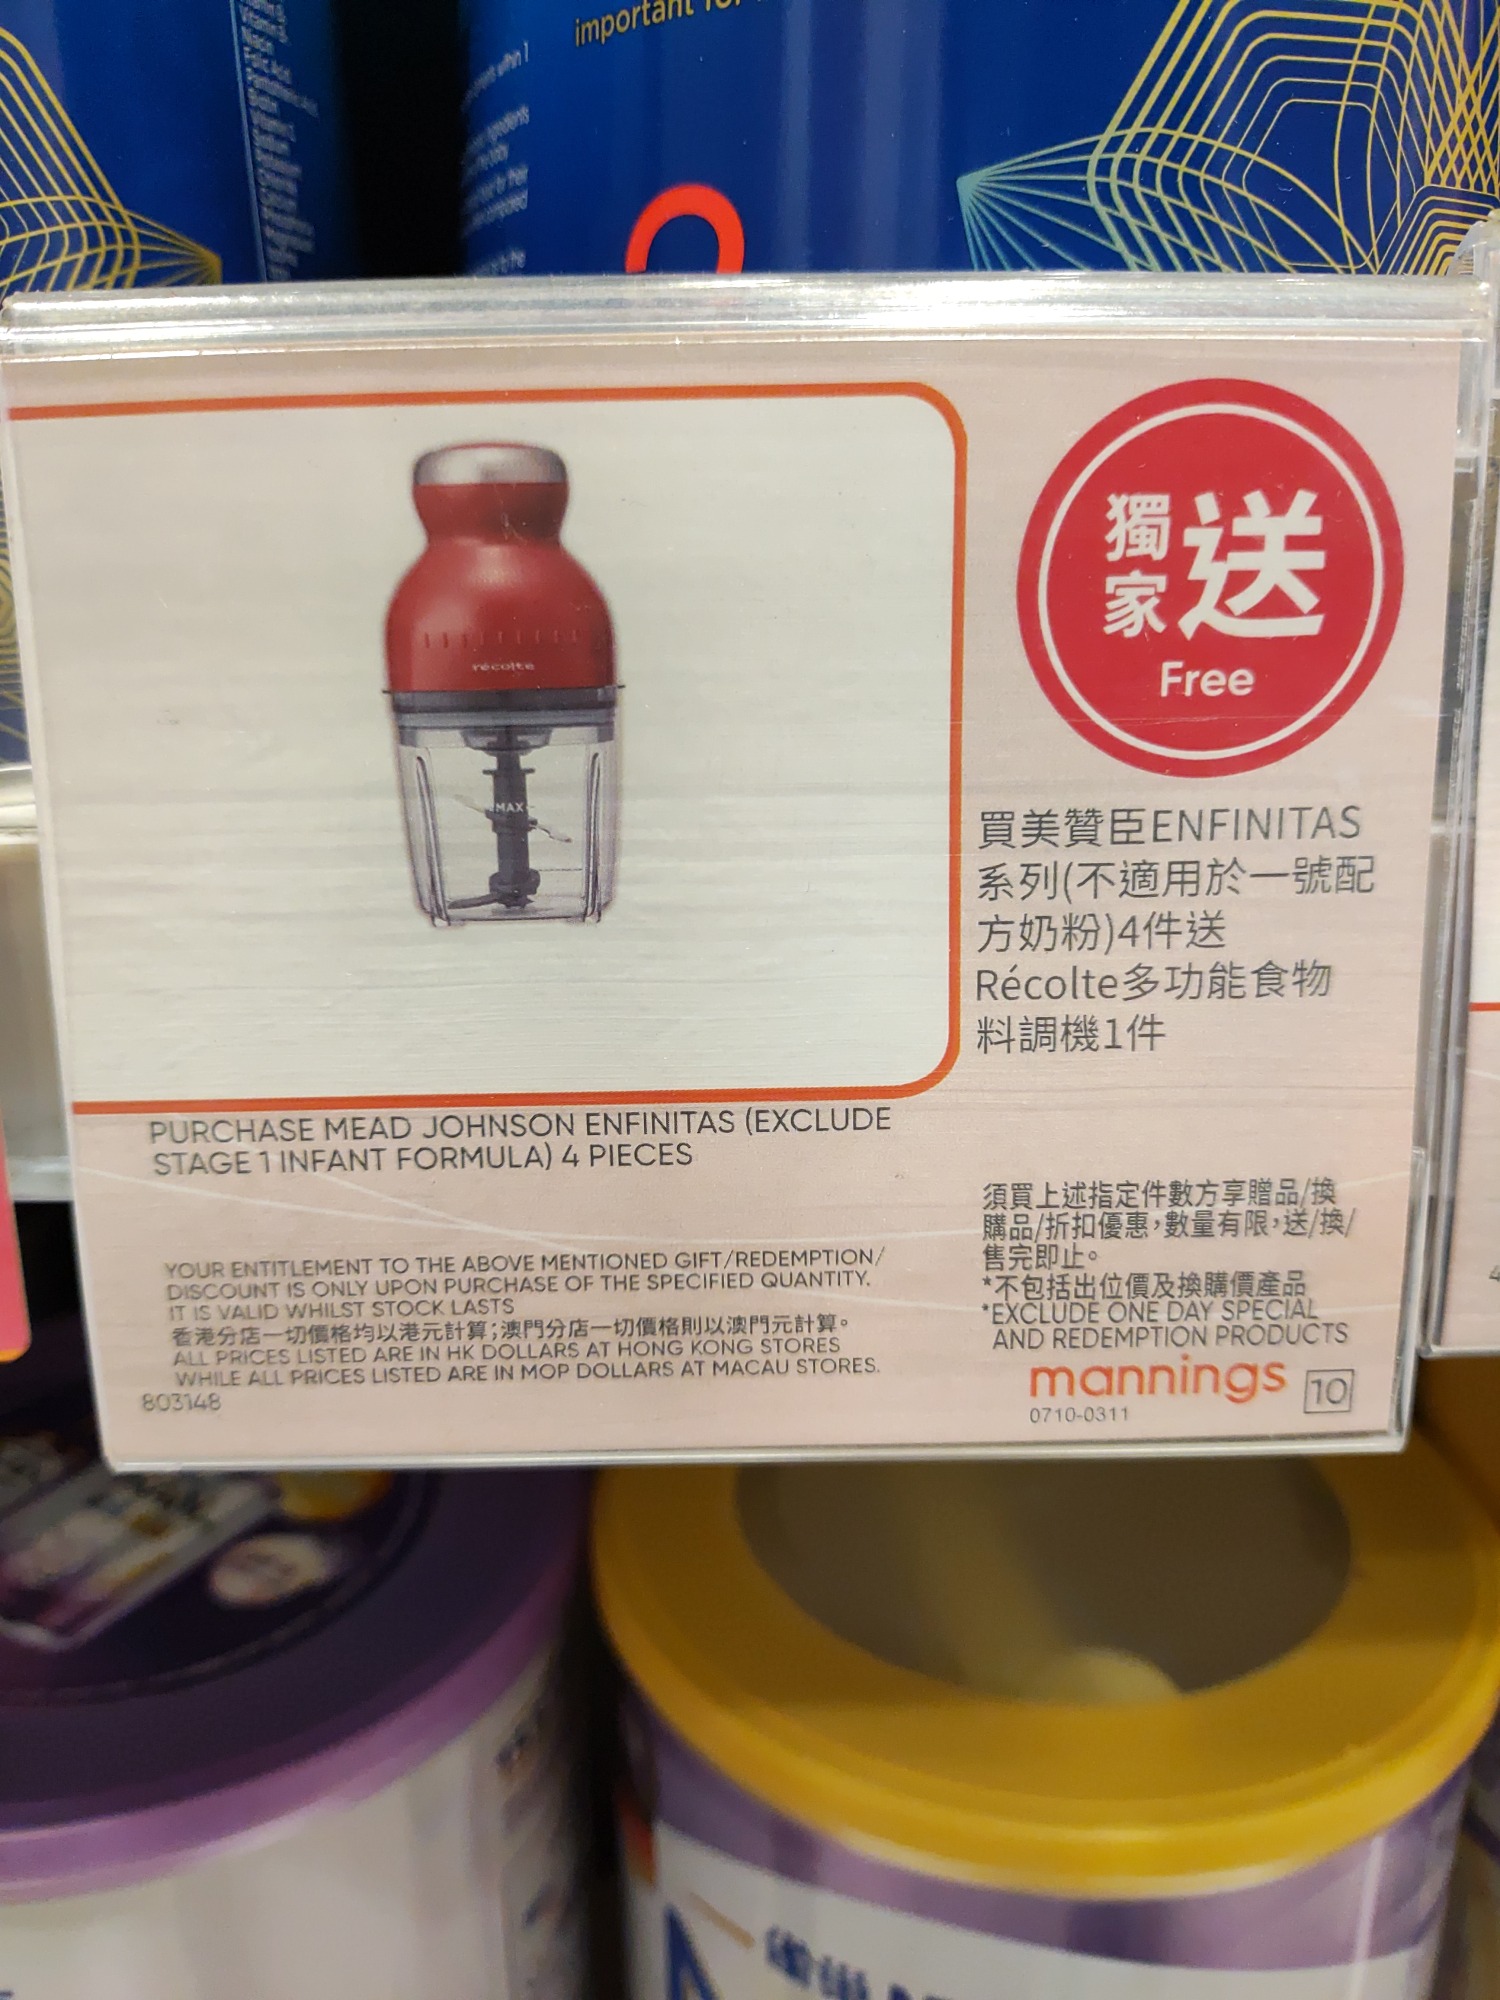 important
獨家送
Free
récolte
MAX
買美贊臣ENFINITAS
系列(不適用於一號配
方奶粉)4件送
Récolte多功能食物
料調機1件
PURCHASE MEAD JOHNSON ENFINITAS (EXCLUDE
STAGE 1 INFANT FORMULA) 4 PIECES
須買上述指定件數方享贈品/換
購品/折扣優惠,數量有限,送/換/
售完即止。
*不包括出位價及換購價產品
*EXCLUDE ONE DAY SPECIAL
AND REDEMPTION PRODUCTS
YOUR ENTITLEMENT TO THE ABOVE MENTIONED GIFT/REDEMPTION/
DISCOUNT IS ONLY UPON PURCHASE OF THE SPECIFIED QUANTITY.
IT IS VALID WHILST STOCK LASTS
香港分店一切價格均以港元計算;澳門分店一切價格則以澳門元計算。
ALL PRICES LISTED ARE IN HK DOLLARS AT HONG KONG STORES
WHILE ALL PRICES LISTED ARE IN MOP DOLLARS AT MACAU STORES.
803148
mannings 10
0710-0311